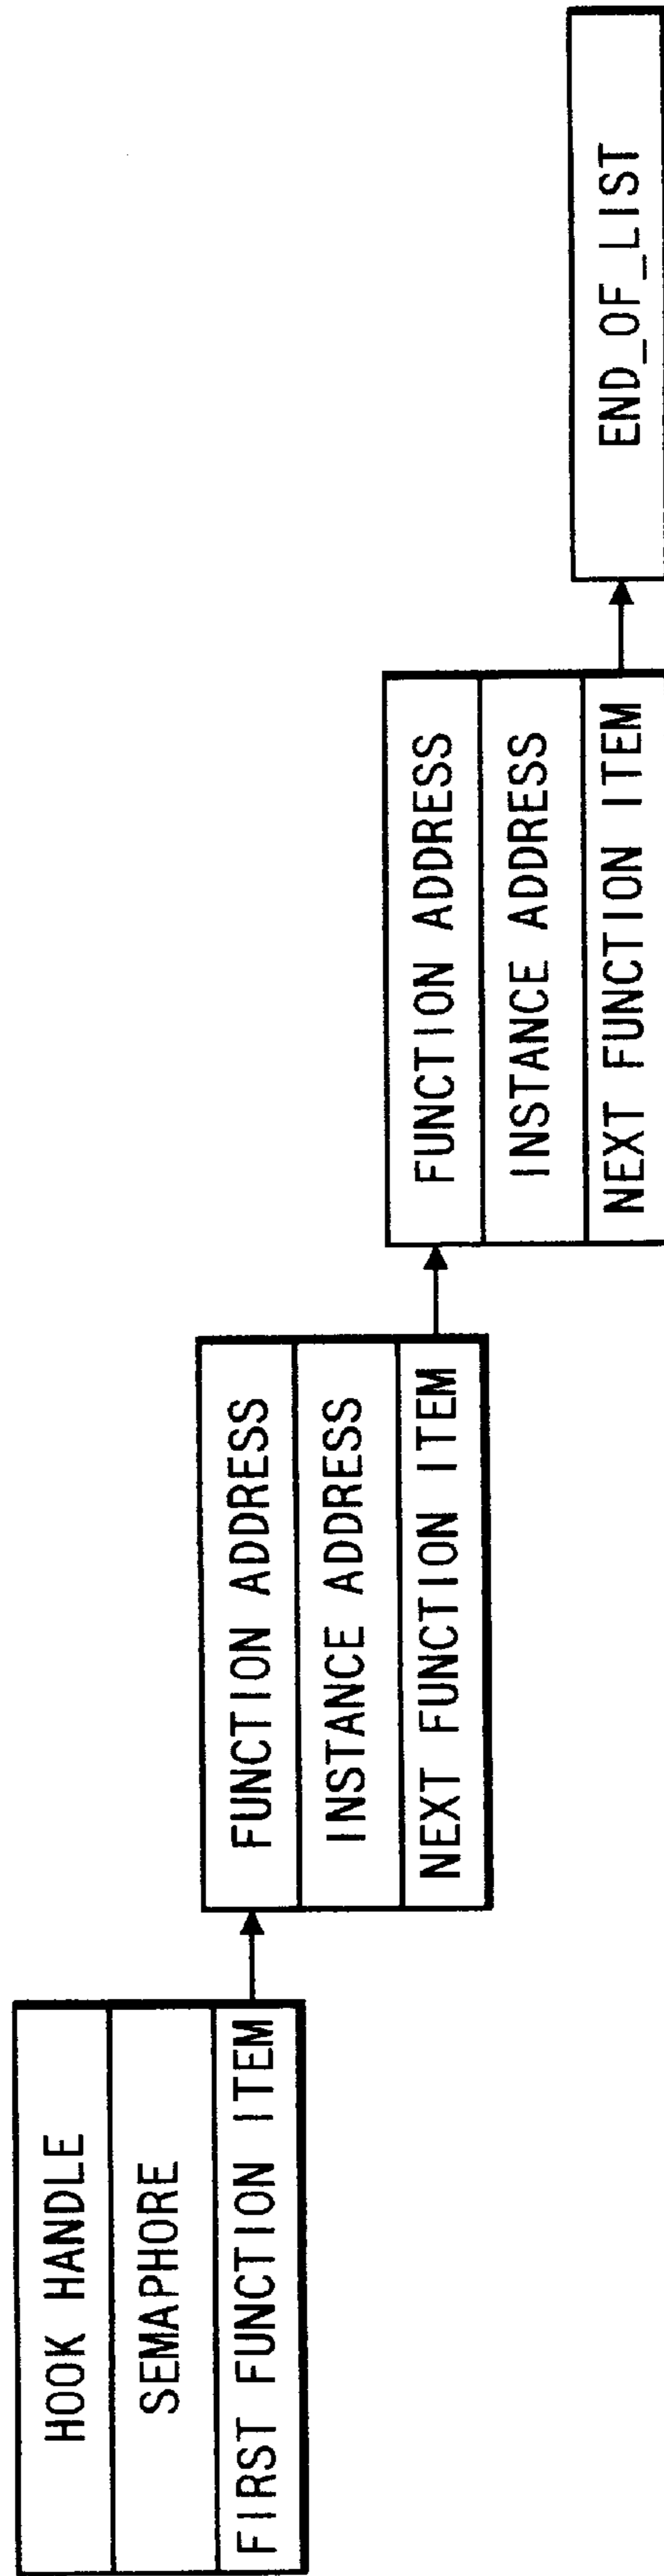 HOOK HANDLE
SEMAPHORE
FIRST FUNCTION ITEM
FUNCTION ADDRESS
INSTANCE ADDRESS
NEXT FUNCTION ITEM
FUNCTION ADDRESS
INSTANCE ADDRESS
NEXT FUNCTION ITEM
END_OF_LIST